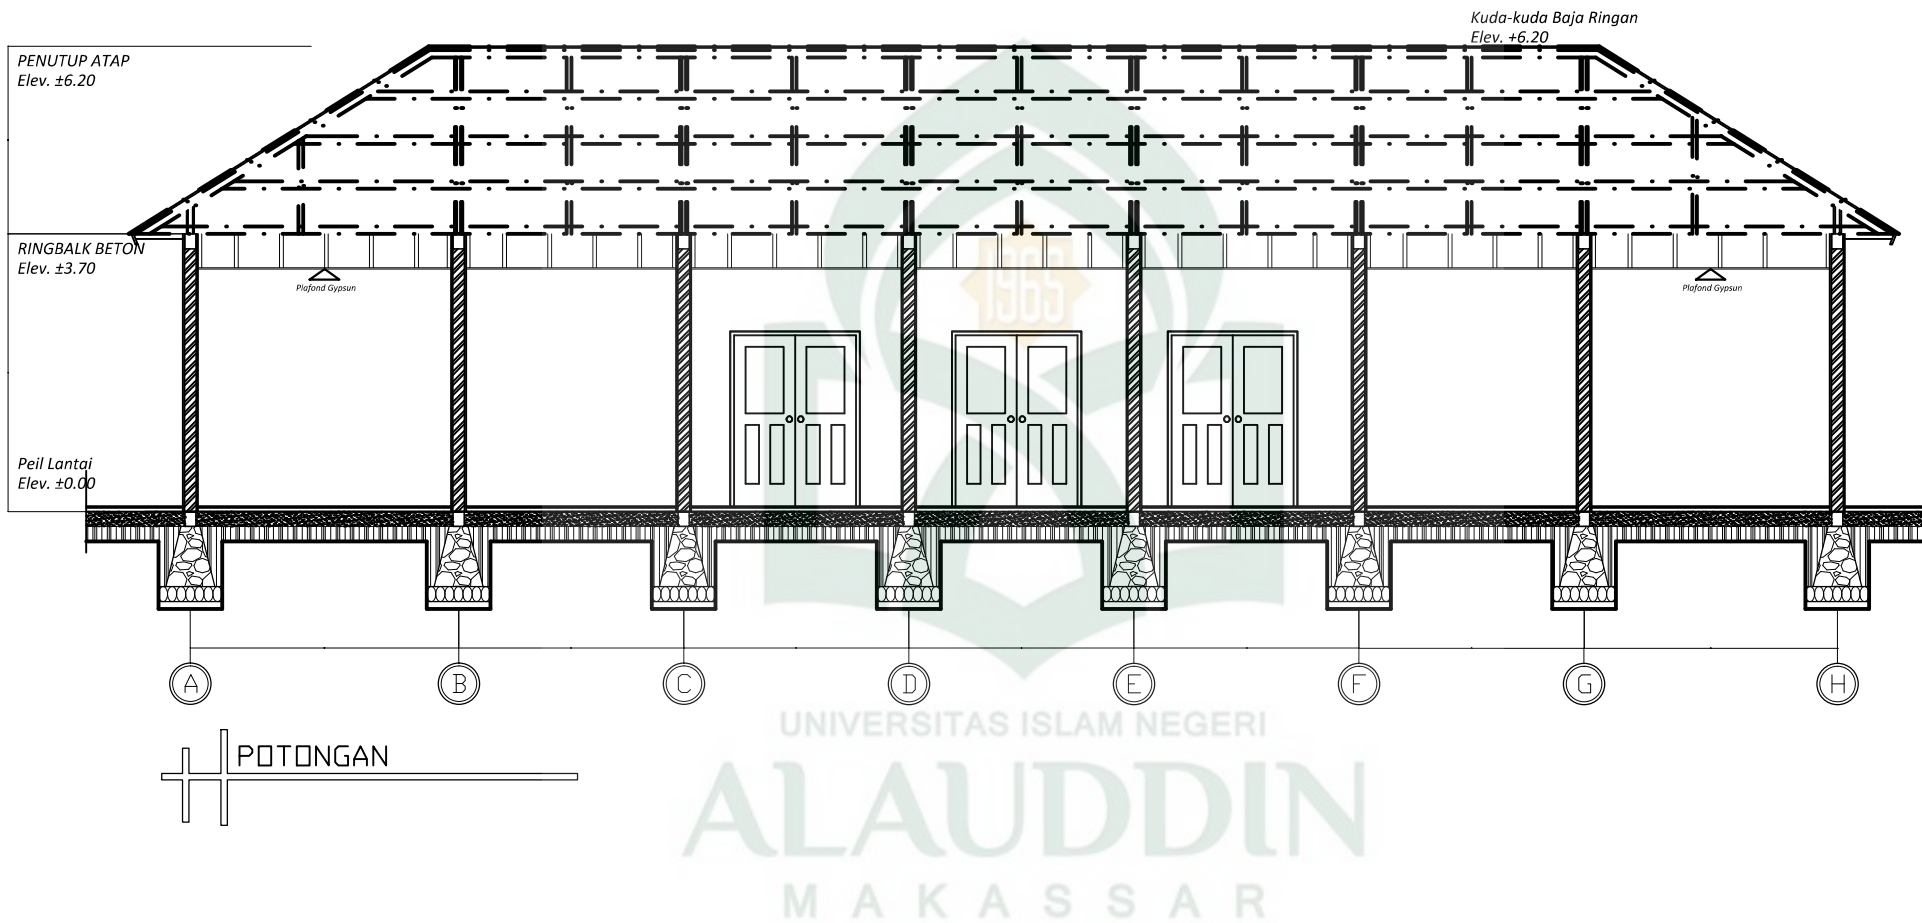 Kuda-kuda Baja Ringan
Elev. +6.20
PENUTUP ATAP
Elev. ±6.20
RINGBALK BETON
Elev. ±3.70
Plafond Gypsun
Plafond Gypsun
1965
Peil Lantai
Elev. ±0.00
A B C D E F G H
POTONGAN
UNIVERSITAS ISLAM NEGERI
ALAUDDIN
MAKASSAR